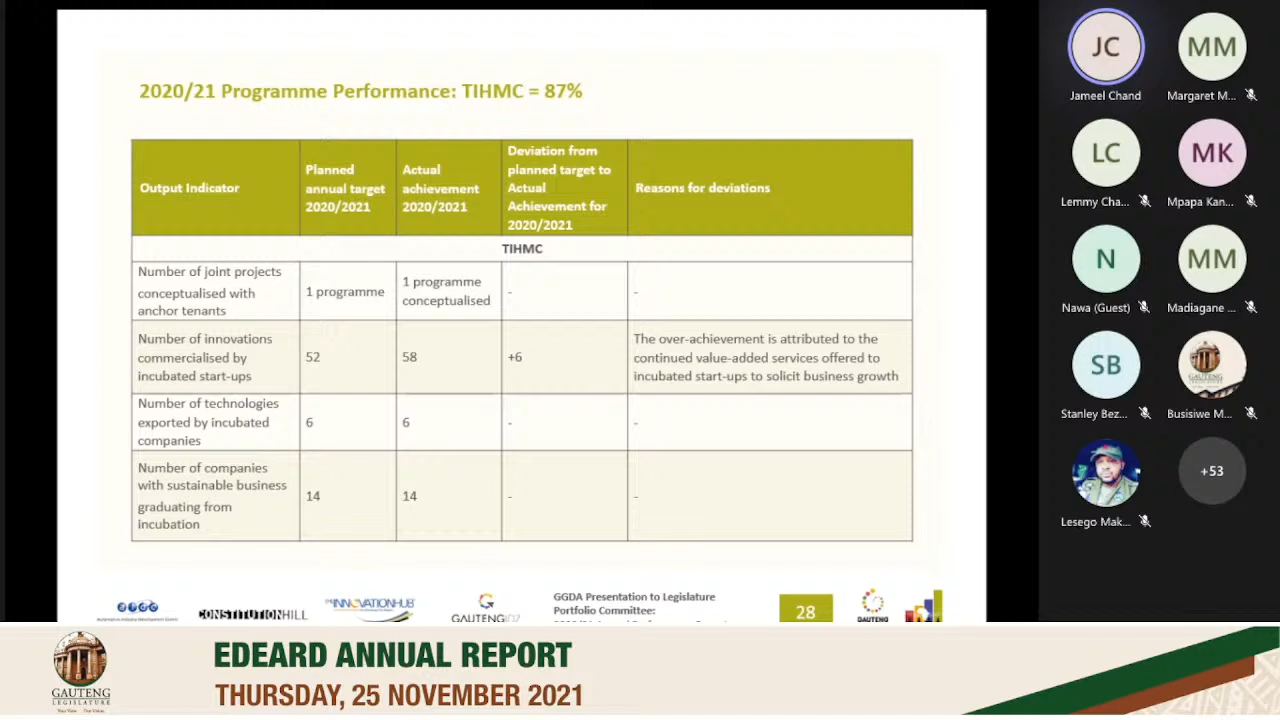 2020/21 Programme Performance: TIHMC = 87%
Output Indicator
Planned
annual target
2020/2021
Actual
achievement
2020/2021
Deviation from
planned target to
Actual
Achievement for
2020/2021
Reasons for deviations
TIHMC
Number of joint projects
conceptualised with
anchor tenants
1 programme
1 programme
conceptualised
-
-
Number of innovations
commercialised by
incubated start-ups
52
58
+6
The over-achievement is attributed to the
continued value-added services offered to
incubated start-ups to solicit business growth
Number of technologies
exported by incubated
companies
6
6
-
-
Number of companies
with sustainable business
graduating from
incubation
14
14
-
-
CONSTITUTIONHILL
THE INNOVATIONHUB
GAUTENG
GGDA Presentation to Legislature
Portfolio Committee:
28
GAUTENG
JC
Jameel Chand
MM
Margaret M...
LC
Lemmy Cha...
MK
Mpapa Kan...
N
Nawa (Guest)
MM
Madiagane ...
SB
Stanley Bez...
Busisiwe M...
Lesego Mak...
+53
GAUTENG
LEGISLATURE
EDEARD ANNUAL REPORT
THURSDAY, 25 NOVEMBER 2021